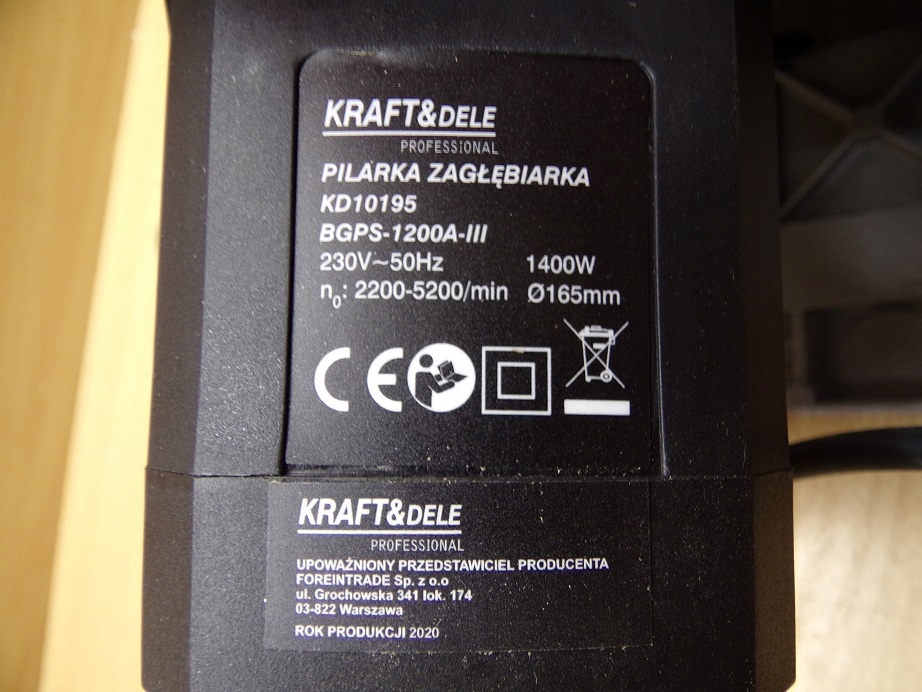 KRAFT&DELE
PROFESSIONAL
PILARKA ZAGŁĘBIARKA
KD10195
BGPS-1200A-III
230V~50Hz 1400W
n0: 2200-5200/min Ø165mm
CE
KRAFT&DELE
PROFESSIONAL
UPOWAŻNIONY PRZEDSTAWICIEL PRODUCENTA
FOREINTRADE Sp. z o.o
ul. Grochowska 341 lok. 174
03-822 Warszawa
ROK PRODUKCJI 2020